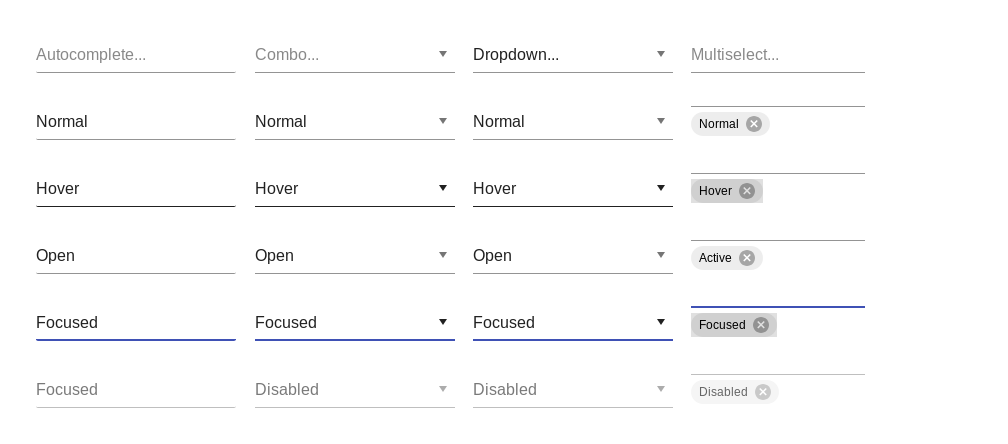 Autocomplete... Combo... Dropdown... Multiselect...
Normal Normal Normal Normal
Hover Hover Hover Hover
Open Open Open Active
Focused Focused Focused Focused
Focused Disabled Disabled Disabled